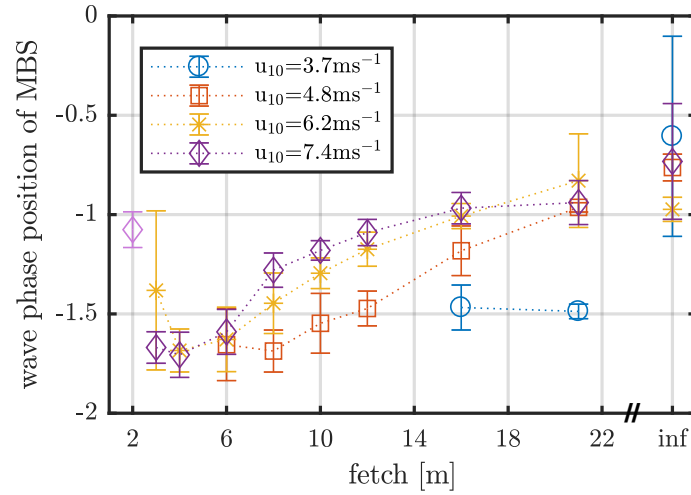 wave phase position of MBS
0
-0.5
-1
-1.5
-2
u₁₀=3.7ms⁻¹
u₁₀=4.8ms⁻¹
u₁₀=6.2ms⁻¹
u₁₀=7.4ms⁻¹
2 6 10 14 18 22 // inf
fetch [m]